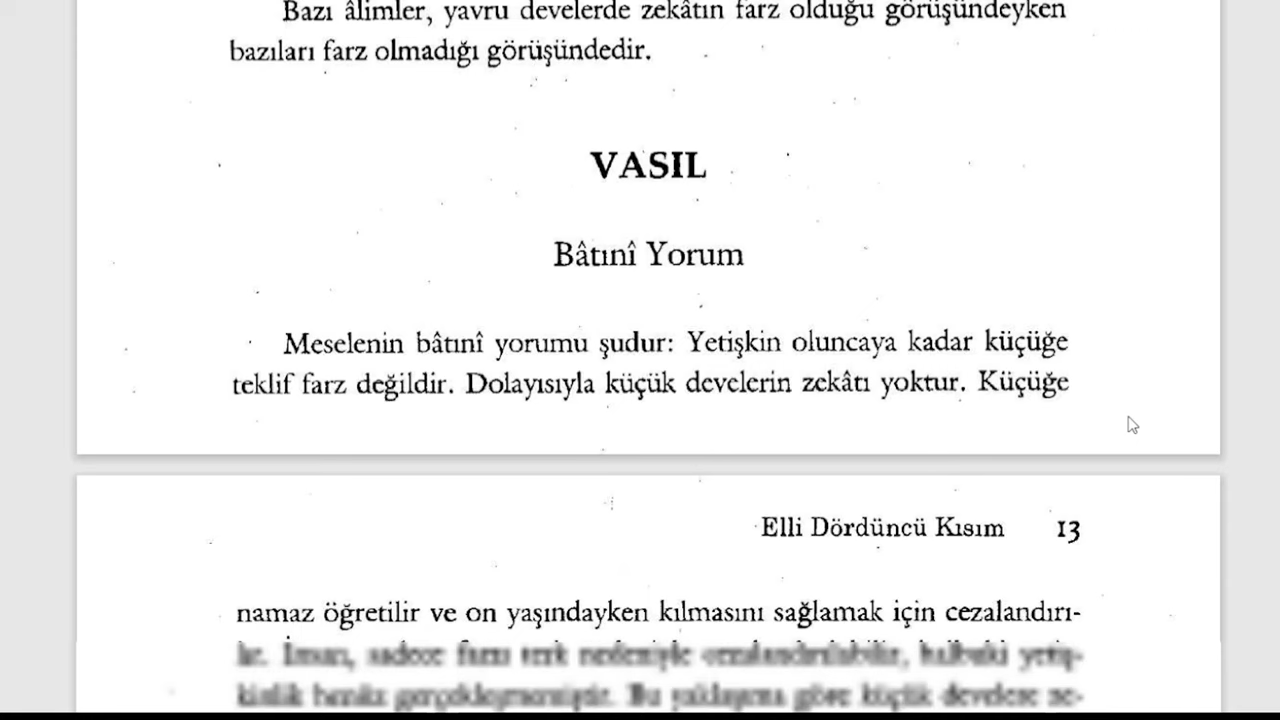 Bazı âlimler, yavru develerde zekâtın farz olduğu görüşündeyken
bazıları farz olmadığı görüşündedir.
VASIL
Bâtınî Yorum
Meselenin bâtınî yorumu şudur: Yetişkin oluncaya kadar küçüğe
teklif farz değildir. Dolayısıyla küçük develerin zekâtı yoktur. Küçüğe
Elli Dördüncü Kısım 13
namaz öğretilir ve on yaşındayken kılmasını sağlamak için cezalandırı-